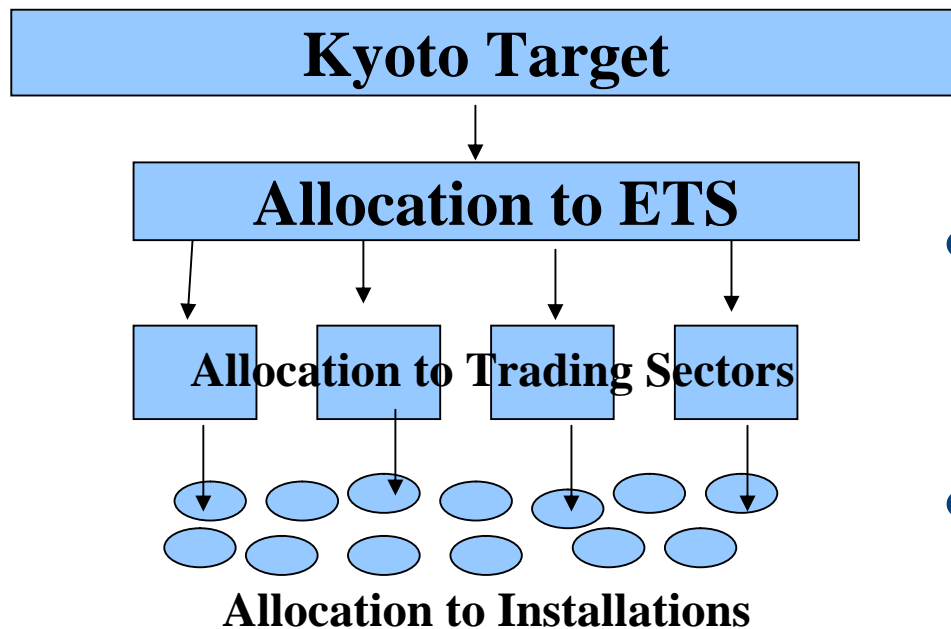 Kyoto Target
Allocation to ETS
Allocation to Trading Sectors
Allocation to Installations